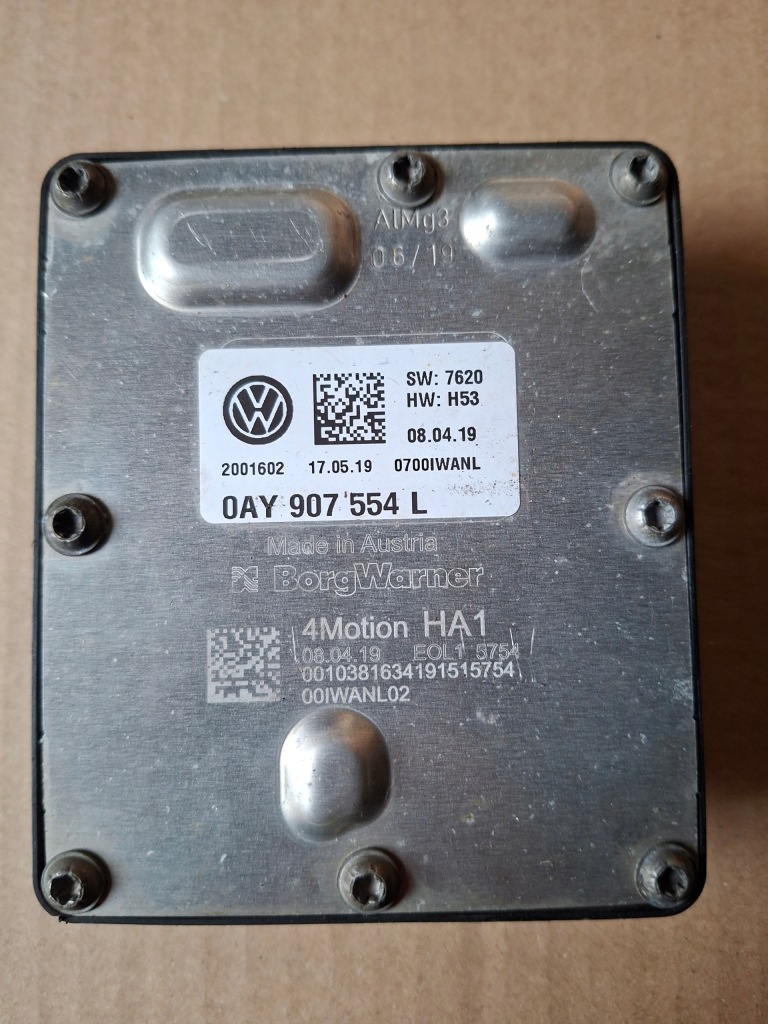 AlMg3
06/19
SW: 7620
HW: H53
08.04.19
2001602 17.05.19 0700IWANL
0AY 907 554 L
Made in Austria
BorgWarner
4Motion HA1
08.04.19 EOL1 5754
0010381634191515754
00IWANL02